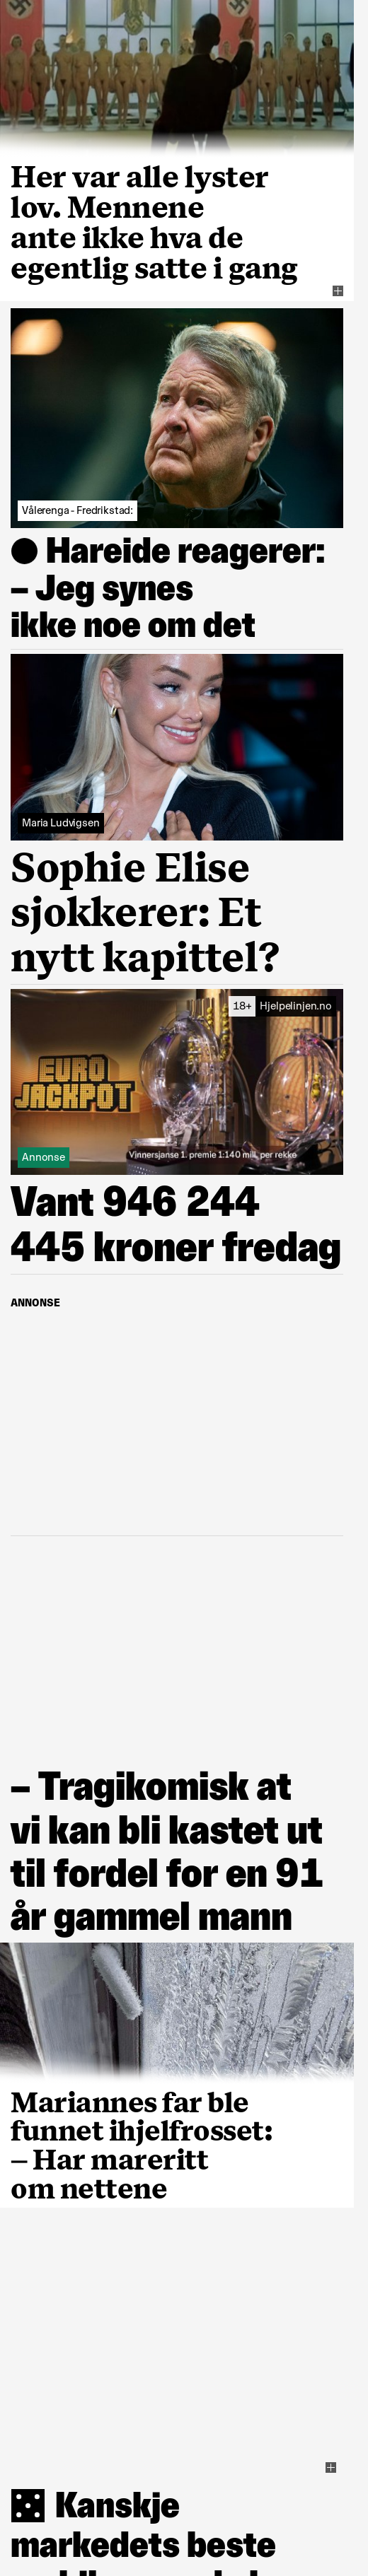 Her var alle lyster
lov. Mennene
ante ikke hva de
egentlig satte i gang
Vålerenga - Fredrikstad:
Hareide reagerer:
– Jeg synes
ikke noe om det
Maria Ludvigsen
Sophie Elise
sjokkerer: Et
nytt kapittel?
18+ Hjelpelinjen.no
EURO
JACKPOT
Annonse
Vinnersjanse 1. premie 1:140 mill. per rekke
Vant 946 244
445 kroner fredag
ANNONSE
– Tragikomisk at
vi kan bli kastet ut
til fordel for en 91
år gammel mann
Mariannes far ble
funnet ihjelfrosset:
– Har mareritt
om nettene
Kanskje
markedets beste